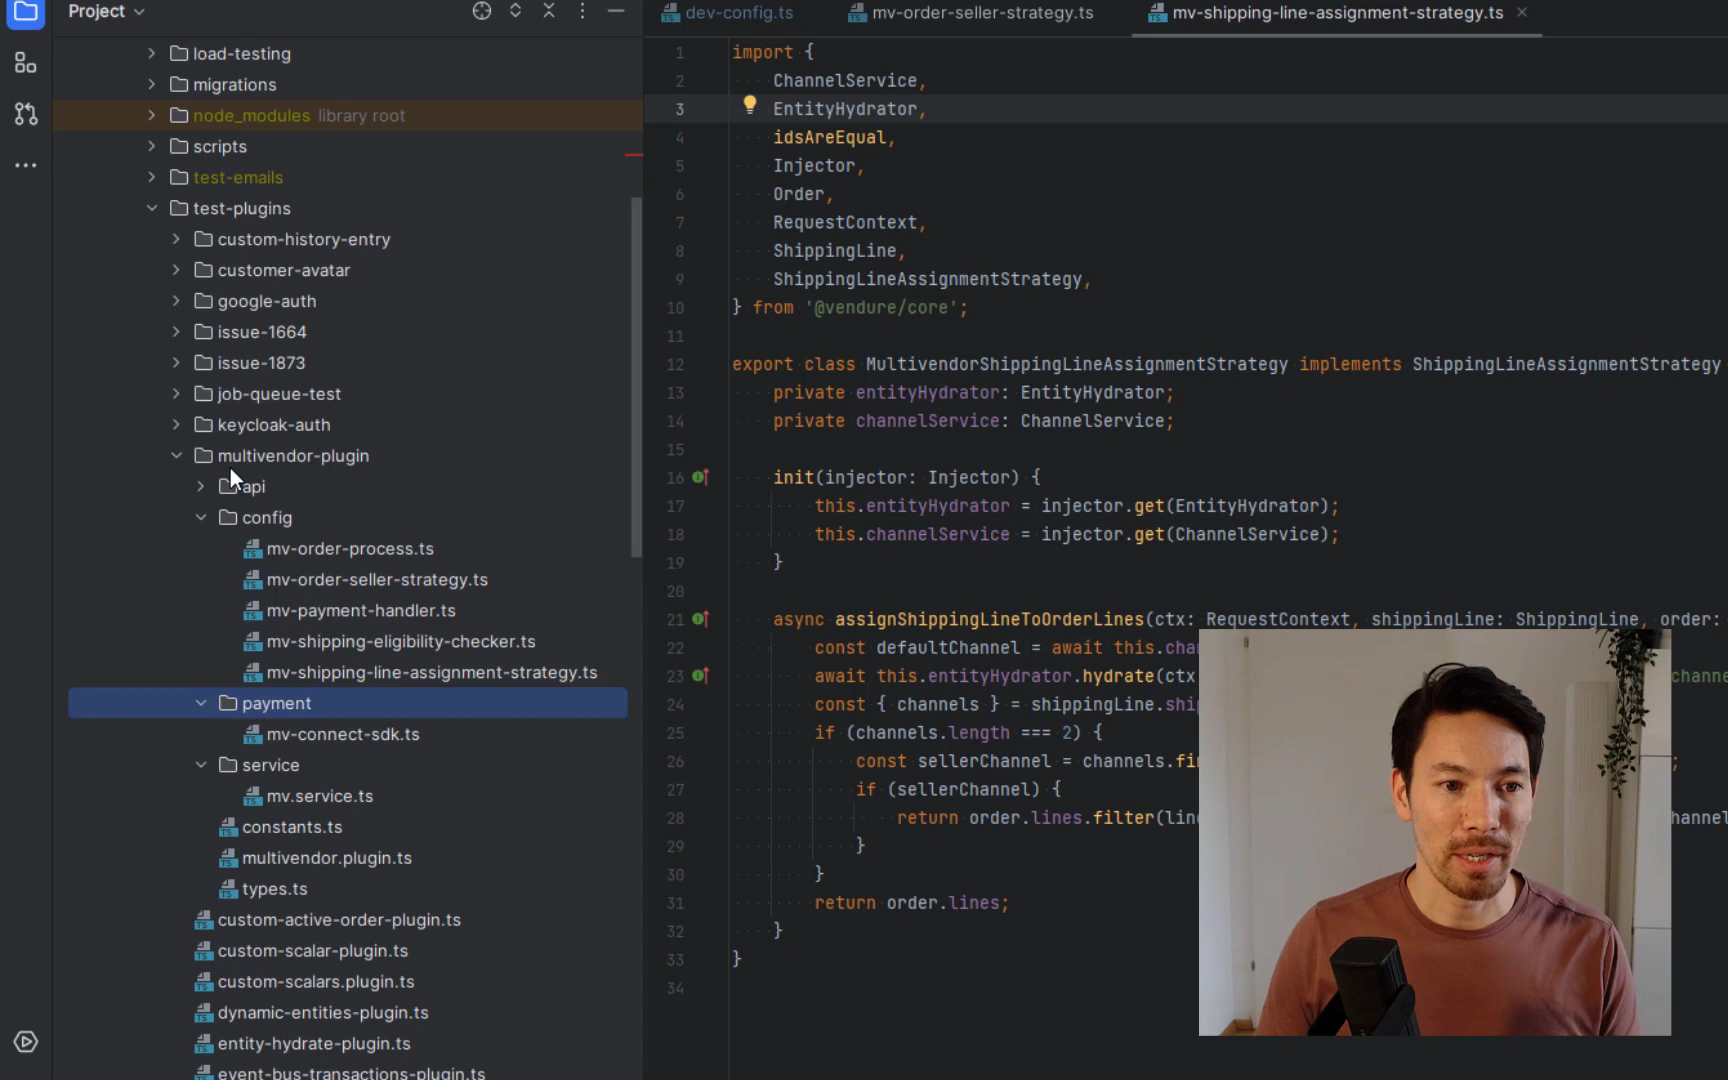 Project
load-testing
migrations
node_modules library root
scripts
test-emails
test-plugins
custom-history-entry
customer-avatar
google-auth
issue-1664
issue-1873
job-queue-test
keycloak-auth
multivendor-plugin
api
config
mv-order-process.ts
mv-order-seller-strategy.ts
mv-payment-handler.ts
mv-shipping-eligibility-checker.ts
mv-shipping-line-assignment-strategy.ts
payment
mv-connect-sdk.ts
service
mv.service.ts
constants.ts
multivendor.plugin.ts
types.ts
custom-active-order-plugin.ts
custom-scalar-plugin.ts
custom-scalars.plugin.ts
dynamic-entities-plugin.ts
entity-hydrate-plugin.ts
event-bus-transactions-plugin.ts
dev-config.ts mv-order-seller-strategy.ts mv-shipping-line-assignment-strategy.ts
1 import {
2 ChannelService,
3 EntityHydrator,
4 idsAreEqual,
5 Injector,
6 Order,
7 RequestContext,
8 ShippingLine,
9 ShippingLineAssignmentStrategy,
10 } from '@vendure/core';
11
12 export class MultivendorShippingLineAssignmentStrategy implements ShippingLineAssignmentStrategy
13 private entityHydrator: EntityHydrator;
14 private channelService: ChannelService;
15
16 init(injector: Injector) {
17 this.entityHydrator = injector.get(EntityHydrator);
18 this.channelService = injector.get(ChannelService);
19 }
20
21 async assignShippingLineToOrderLines(ctx: RequestContext, shippingLine: ShippingLine, order:
22 const defaultChannel = await this.cha
23 await this.entityHydrator.hydrate(ctx channe
24 const { channels } = shippingLine.ship
25 if (channels.length === 2) {
26 const sellerChannel = channels.fin ;
27 if (sellerChannel) {
28 return order.lines.filter(line hannel
29 }
30 }
31 return order.lines;
32 }
33 }
34